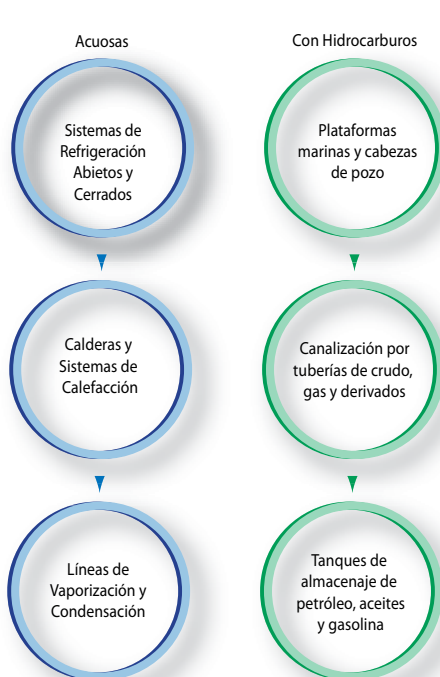 Acuosas
Sistemas de
Refrigeración
Abietos y
Cerrados
Calderas y
Sistemas de
Calefacción
Líneas de
Vaporización y
Condensación
Con Hidrocarburos
Plataformas
marinas y cabezas
de pozo
Canalización por
tuberías de crudo,
gas y derivados
Tanques de
almacenaje de
petróleo, aceites
y gasolina